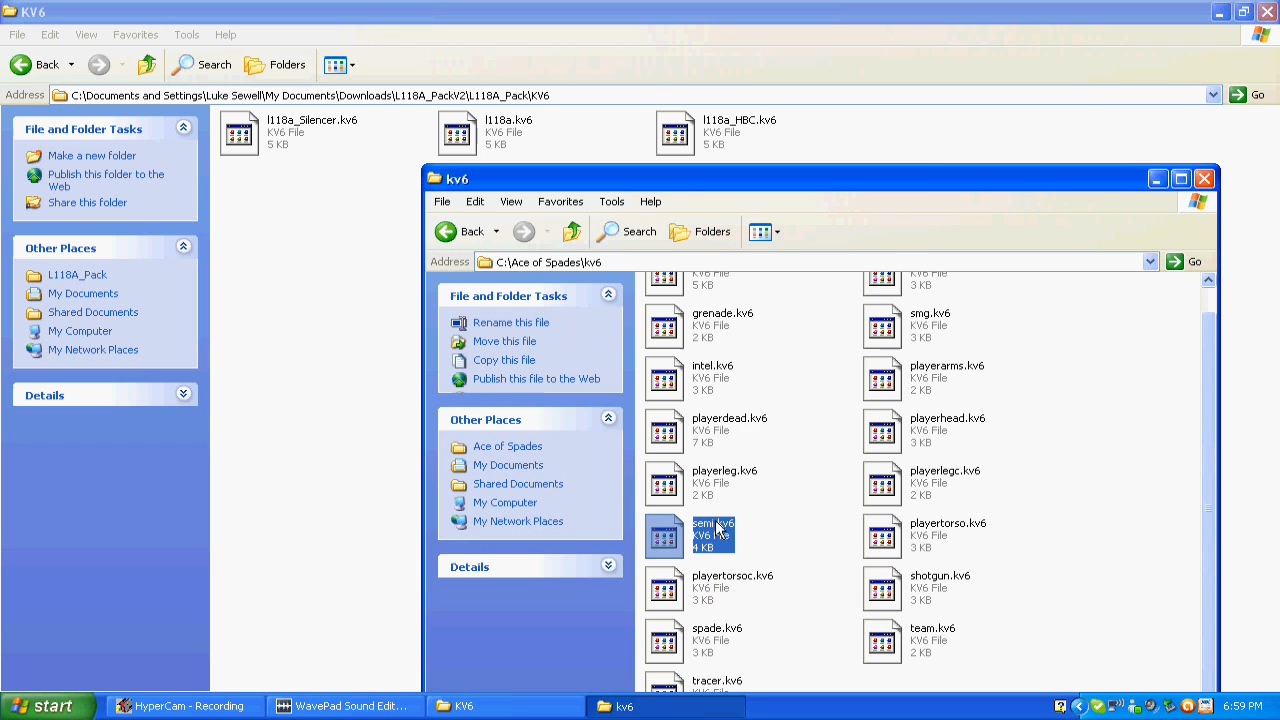 KV6
File Edit View Favorites Tools Help
Back Search Folders
Address C:\Documents and Settings\Luke Sewell\My Documents\Downloads\L118A_PackV2\L118A_Pack\KV6 Go
File and Folder Tasks
Make a new folder
Publish this folder to the
Web
Share this folder
Other Places
L118A_Pack
My Documents
Shared Documents
My Computer
My Network Places
Details
l118a_Silencer.kv6
KV6 File
5 KB
l118a.kv6
KV6 File
5 KB
l118a_HBC.kv6
KV6 File
5 KB
kv6
File Edit View Favorites Tools Help
Back Search Folders
Address C:\Ace of Spades\kv6 Go
File and Folder Tasks
Rename this file
Move this file
Copy this file
Publish this file to the Web
Other Places
Ace of Spades
My Documents
Shared Documents
My Computer
My Network Places
Details
KV6 File
5 KB
KV6 File
3 KB
grenade.kv6
KV6 File
2 KB
smg.kv6
KV6 File
3 KB
intel.kv6
KV6 File
3 KB
playerarms.kv6
KV6 File
2 KB
playerdead.kv6
KV6 File
7 KB
playerhead.kv6
KV6 File
3 KB
playerleg.kv6
KV6 File
2 KB
playerlegc.kv6
KV6 File
2 KB
semi.kv6
KV6 File
4 KB
playertorso.kv6
KV6 File
3 KB
playertorsoc.kv6
KV6 File
3 KB
shotgun.kv6
KV6 File
3 KB
spade.kv6
KV6 File
3 KB
team.kv6
KV6 File
2 KB
tracer.kv6
start HyperCam - Recording WavePad Sound Edit... KV6 kv6 6:59 PM